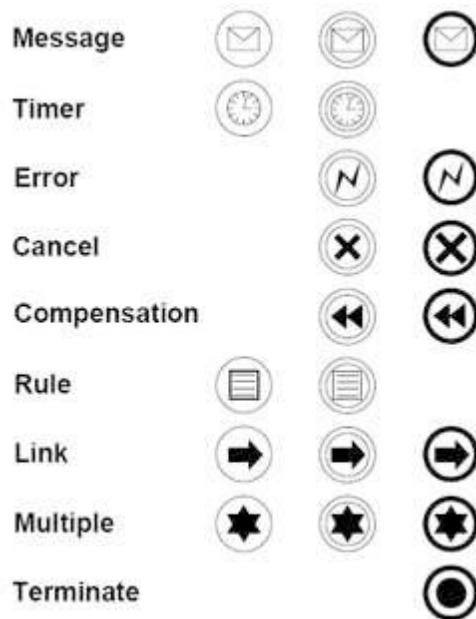 Message
Timer
Error
Cancel
Compensation
Rule
Link
Multiple
Terminate